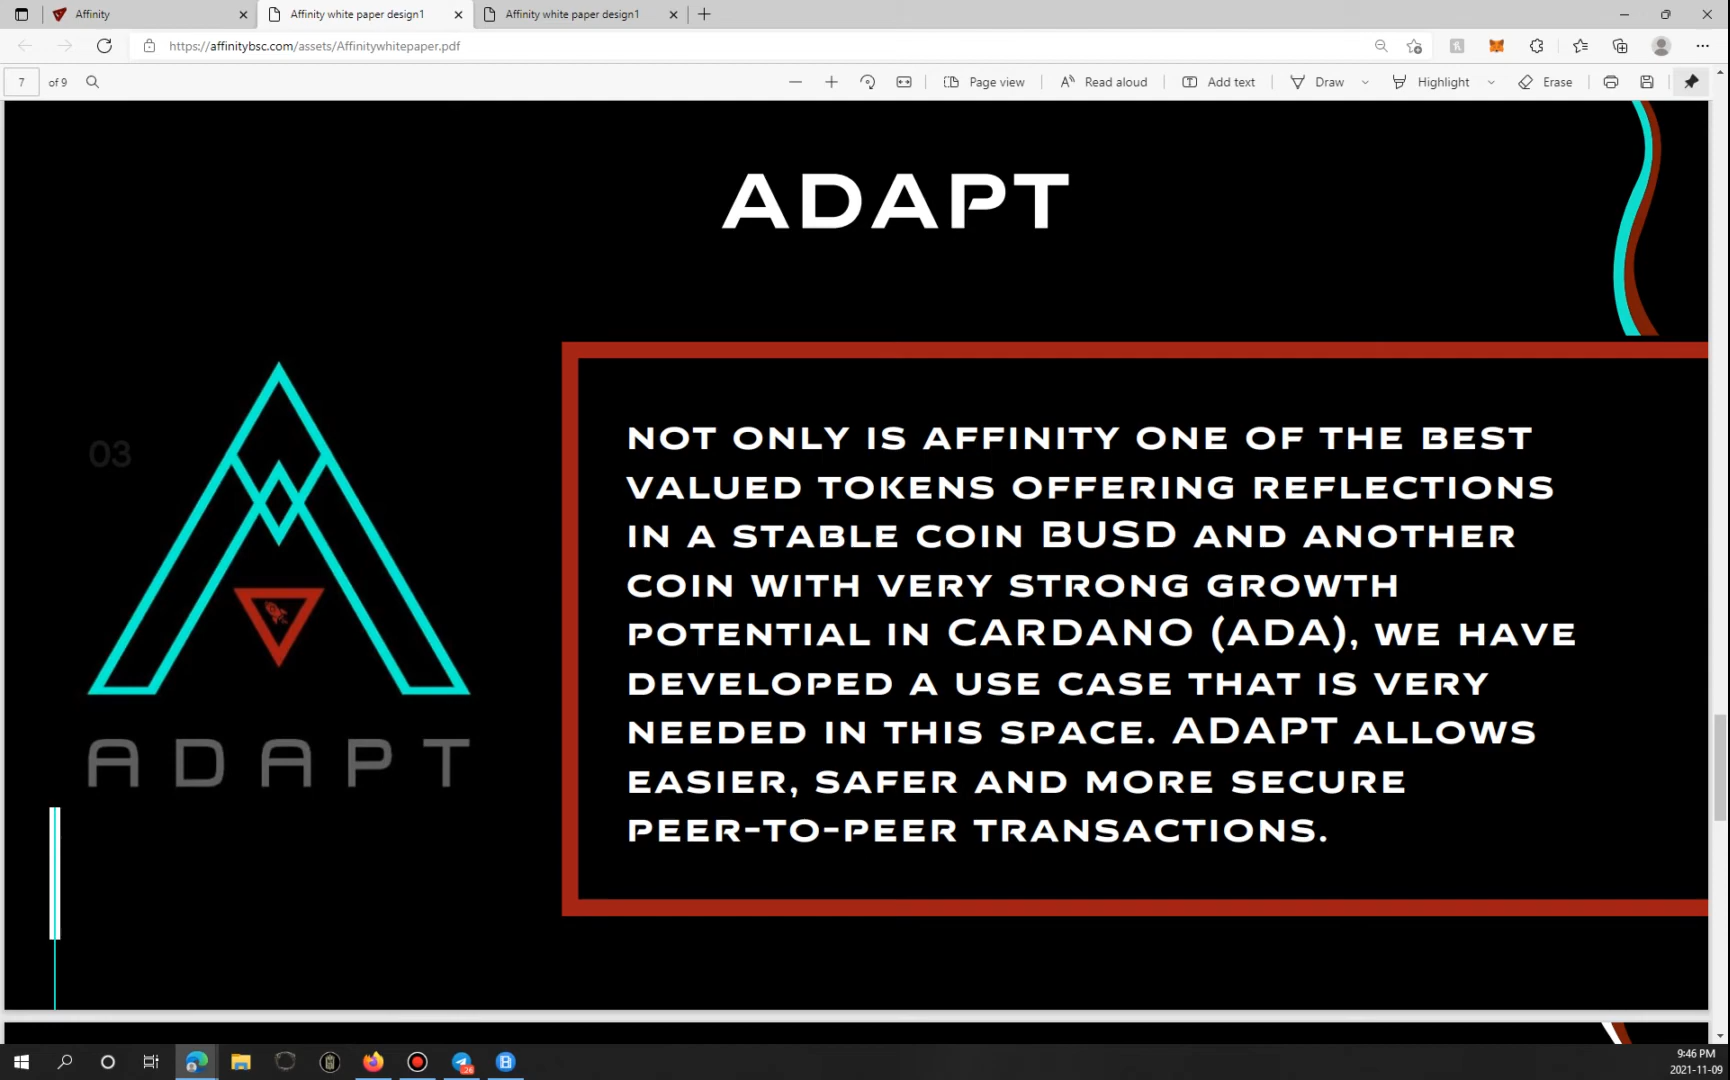 Affinity
Affinity white paper design1
Affinity white paper design1
https://affinitybsc.com/assets/Affinitywhitepaper.pdf
7 of 9
Page view
Read aloud
Add text
Draw
Highlight
Erase
ADAPT
03
ADAPT
NOT ONLY IS AFFINITY ONE OF THE BEST
VALUED TOKENS OFFERING REFLECTIONS
IN A STABLE COIN BUSD AND ANOTHER
COIN WITH VERY STRONG GROWTH
POTENTIAL IN CARDANO (ADA), WE HAVE
DEVELOPED A USE CASE THAT IS VERY
NEEDED IN THIS SPACE. ADAPT ALLOWS
EASIER, SAFER AND MORE SECURE
PEER-TO-PEER TRANSACTIONS.
26
9:46 PM
2021-11-09